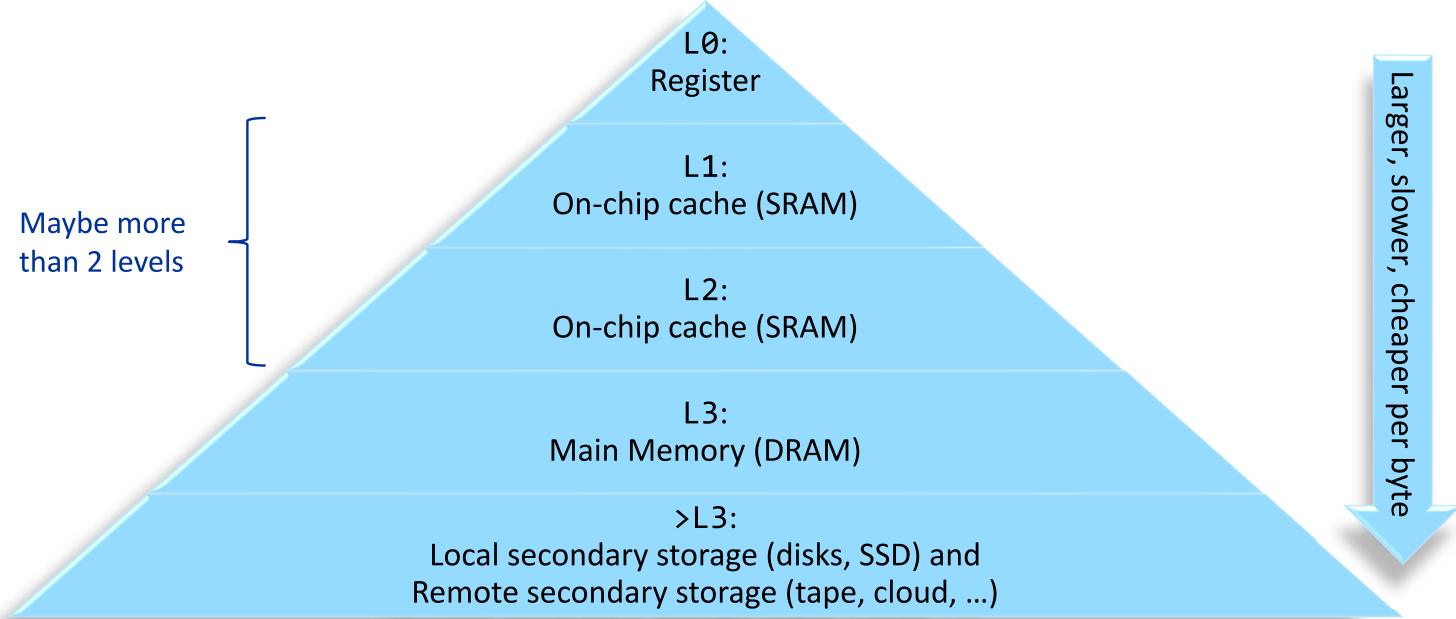 L0:
Register
L1:
On-chip cache (SRAM)
Maybe more
than 2 levels
L2:
On-chip cache (SRAM)
L3:
Main Memory (DRAM)
>L3:
Local secondary storage (disks, SSD) and
Remote secondary storage (tape, cloud, …)
Larger, slower, cheaper per byte